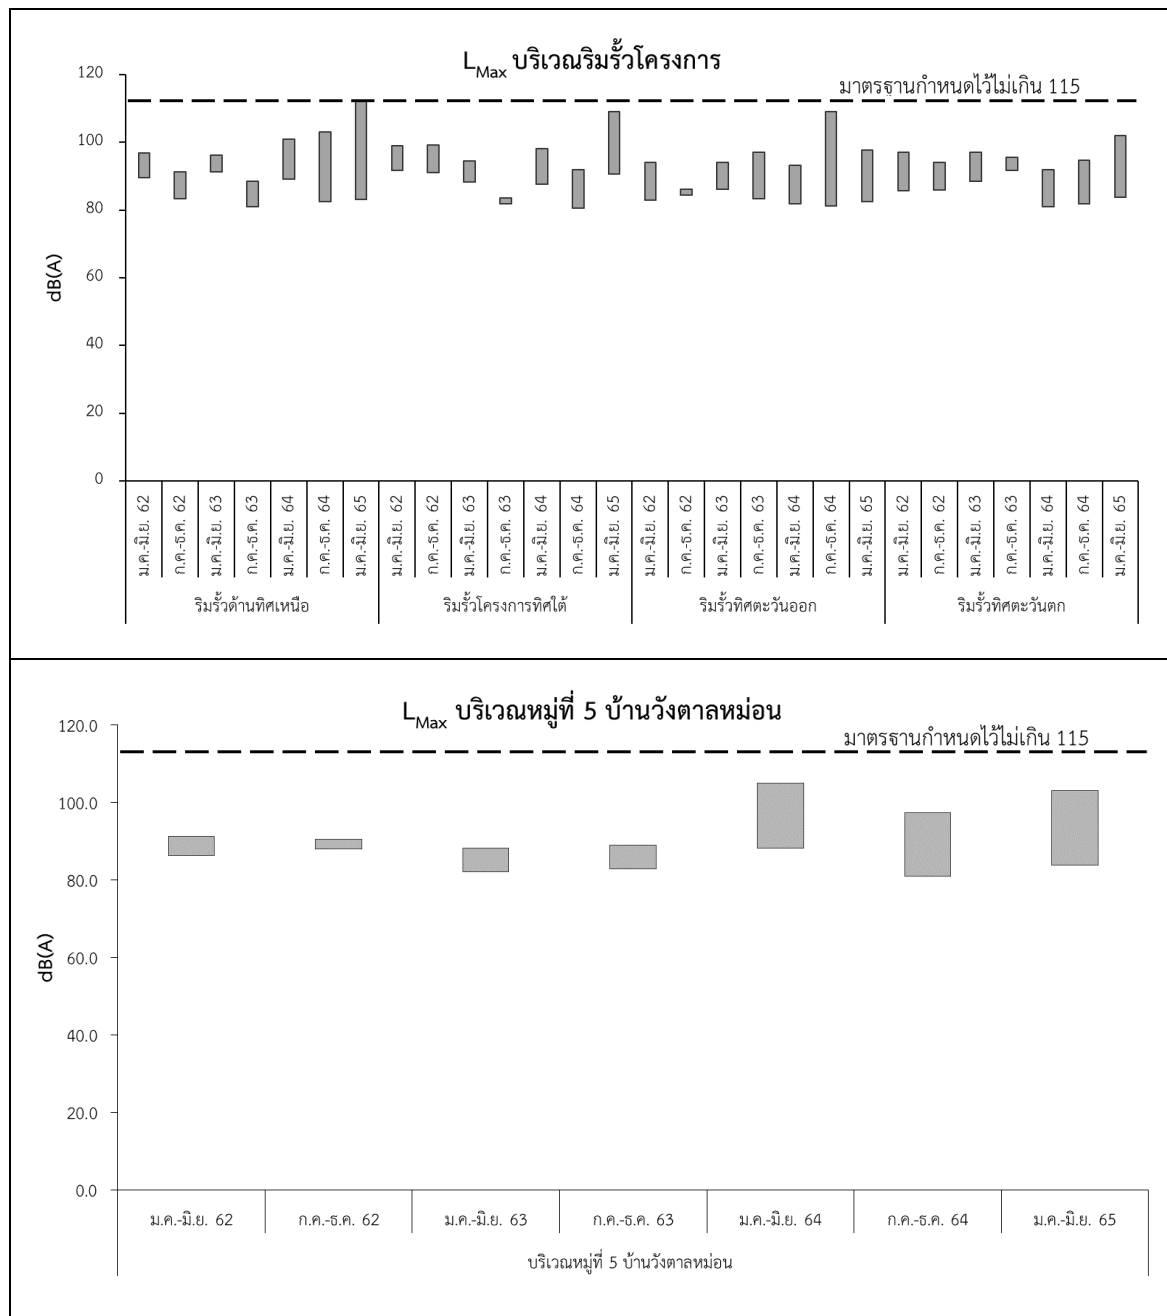 LMax บริเวณริมรั้วโครงการ
มาตรฐานกำหนดไว้ไม่เกิน 115
120
100
80
60
40
20
0
dB(A)
ม.ค.-มิ.ย. 62
ก.ค.-ธ.ค. 62
ม.ค.-มิ.ย. 63
ก.ค.-ธ.ค. 63
ม.ค.-มิ.ย. 64
ก.ค.-ธ.ค. 64
ม.ค.-มิ.ย. 65
ม.ค.-มิ.ย. 62
ก.ค.-ธ.ค. 62
ม.ค.-มิ.ย. 63
ก.ค.-ธ.ค. 63
ม.ค.-มิ.ย. 64
ก.ค.-ธ.ค. 64
ม.ค.-มิ.ย. 65
ม.ค.-มิ.ย. 62
ก.ค.-ธ.ค. 62
ม.ค.-มิ.ย. 63
ก.ค.-ธ.ค. 63
ม.ค.-มิ.ย. 64
ก.ค.-ธ.ค. 64
ม.ค.-มิ.ย. 65
ม.ค.-มิ.ย. 62
ก.ค.-ธ.ค. 62
ม.ค.-มิ.ย. 63
ก.ค.-ธ.ค. 63
ม.ค.-มิ.ย. 64
ก.ค.-ธ.ค. 64
ม.ค.-มิ.ย. 65
ริมรั้วด้านทิศเหนือ ริมรั้วโครงการทิศใต้ ริมรั้วทิศตะวันออก ริมรั้วทิศตะวันตก
LMax บริเวณหมู่ที่ 5 บ้านวังตาลหม่อน
มาตรฐานกำหนดไว้ไม่เกิน 115
120.0
100.0
80.0
60.0
40.0
20.0
0.0
dB(A)
ม.ค.-มิ.ย. 62 ก.ค.-ธ.ค. 62 ม.ค.-มิ.ย. 63 ก.ค.-ธ.ค. 63 ม.ค.-มิ.ย. 64 ก.ค.-ธ.ค. 64 ม.ค.-มิ.ย. 65
บริเวณหมู่ที่ 5 บ้านวังตาลหม่อน